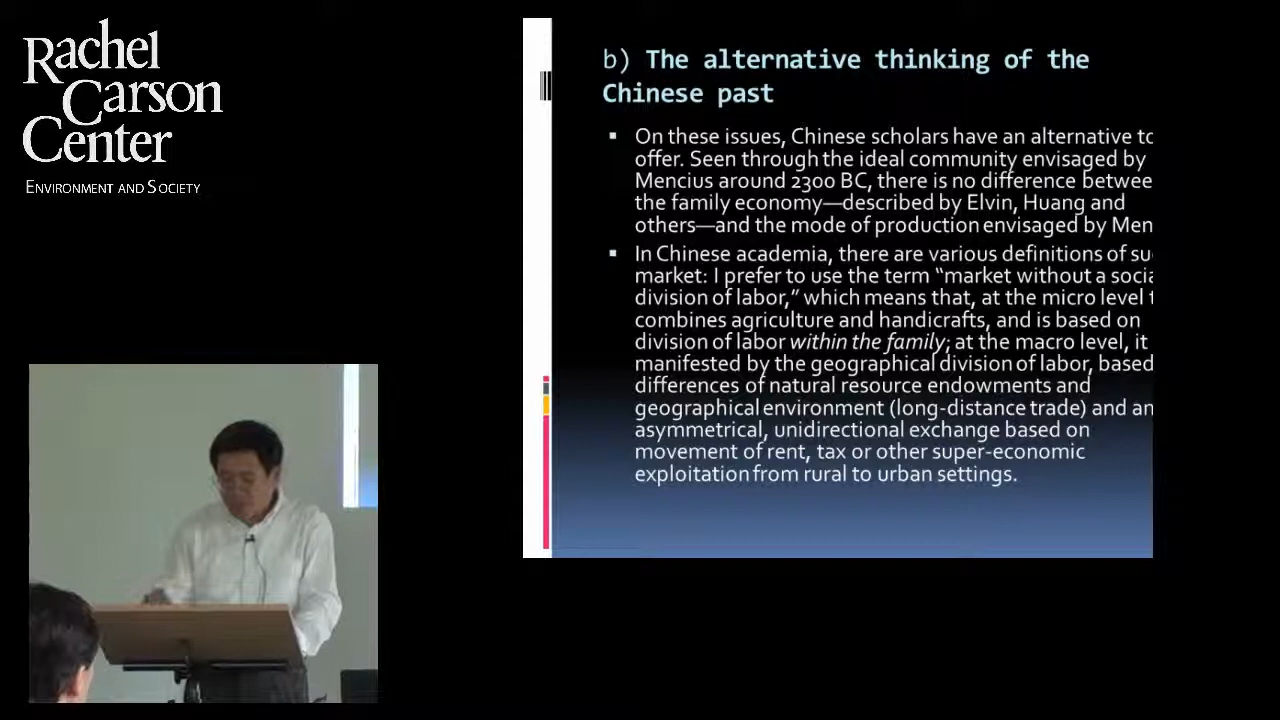 Rachel
Carson
Center
ENVIRONMENT AND SOCIETY
b) The alternative thinking of the
Chinese past
On these issues, Chinese scholars have an alternative to
offer. Seen through the ideal community envisaged by
Mencius around 2300 BC, there is no difference betwee
the family economy—described by Elvin, Huang and
others—and the mode of production envisaged by Men
In Chinese academia, there are various definitions of su
market: I prefer to use the term “market without a socia
division of labor,” which means that, at the micro level t
combines agriculture and handicrafts, and is based on
division of labor within the family; at the macro level, it
manifested by the geographical division of labor, based
differences of natural resource endowments and
geographical environment (long-distance trade) and an
asymmetrical, unidirectional exchange based on
movement of rent, tax or other super-economic
exploitation from rural to urban settings.